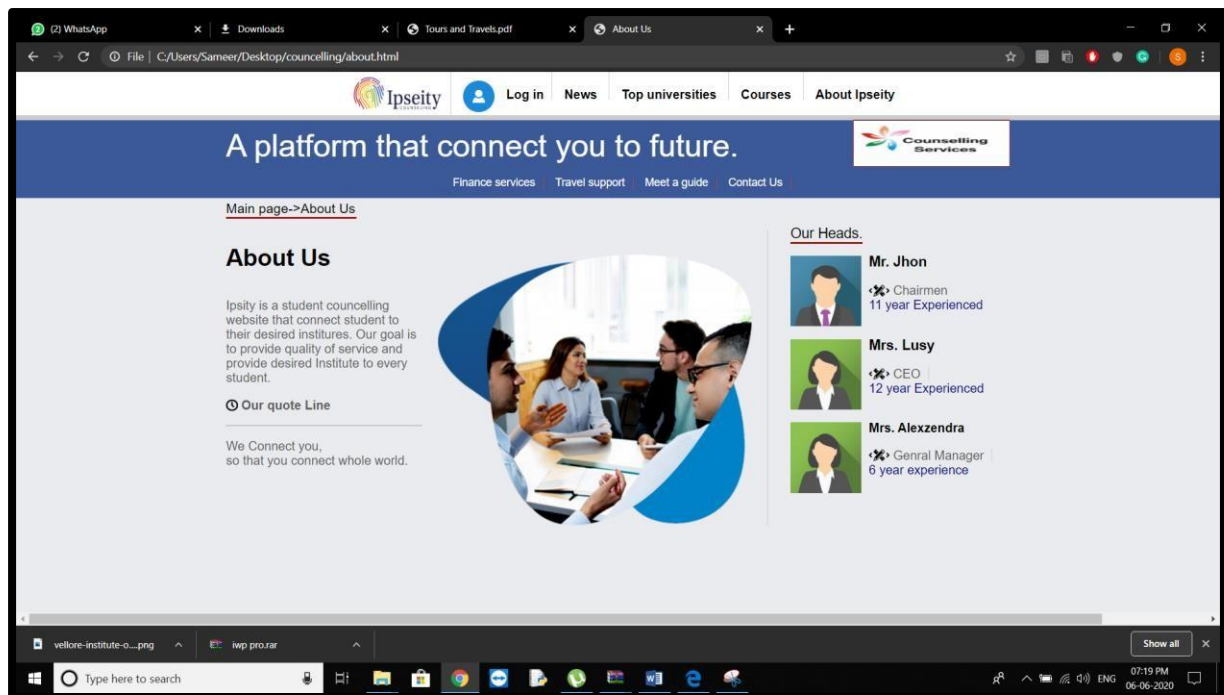 (2) WhatsApp
Downloads
Tours and Travels.pdf
About Us
File | C:/Users/Sameer/Desktop/councelling/about.html
Ipseity
Log in
News
Top universities
Courses
About Ipseity
A platform that connect you to future.
Counselling
Services
Finance services
Travel support
Meet a guide
Contact Us
Main page->About Us
About Us
Ipsity is a student councelling
website that connect student to
their desired institures. Our goal is
to provide quality of service and
provide desired Institute to every
student.
Our quote Line
We Connect you,
so that you connect whole world.
Our Heads.
Mr. Jhon
Chairmen
11 year Experienced
Mrs. Lusy
CEO
12 year Experienced
Mrs. Alexzendra
Genral Manager
6 year experience
vellore-institute-o....png
iwp pro.rar
Show all
Type here to search
ENG
07:19 PM
06-06-2020